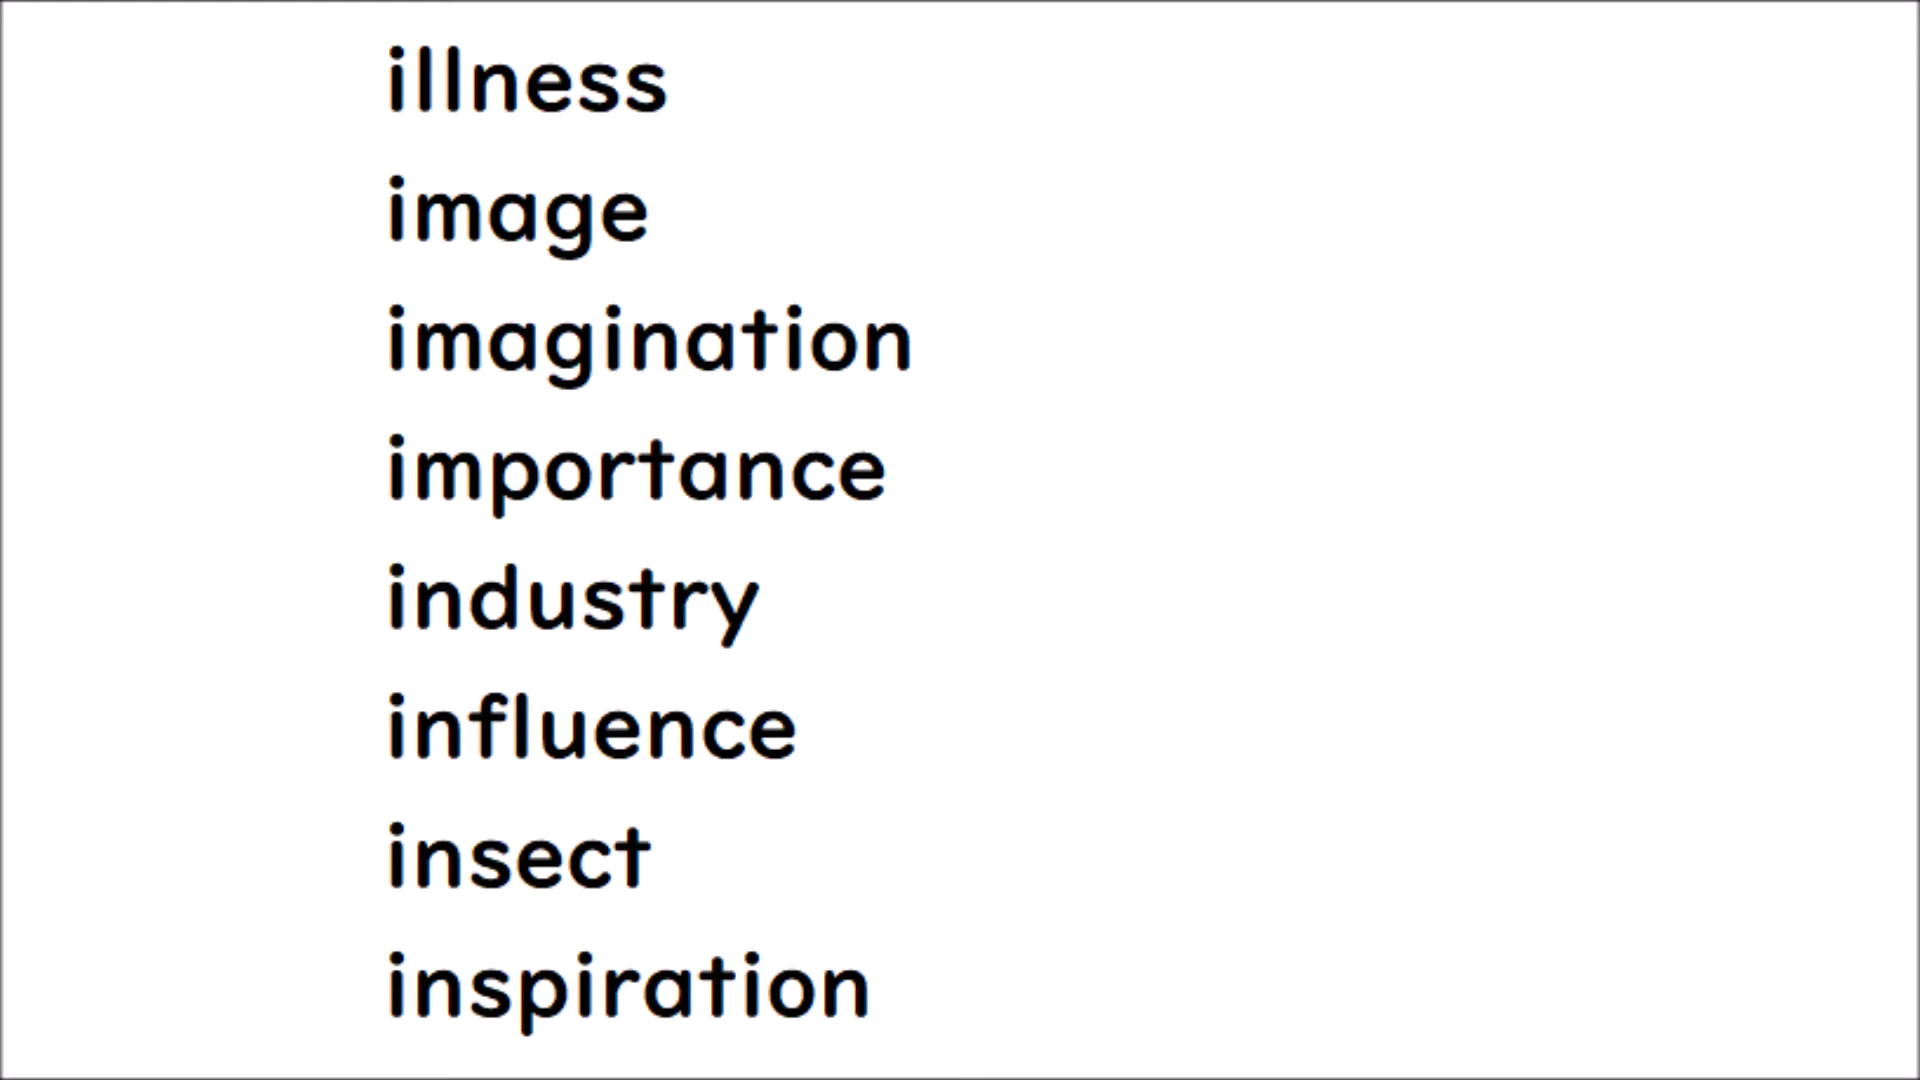 illness
image
imagination
importance
industry
influence
insect
inspiration